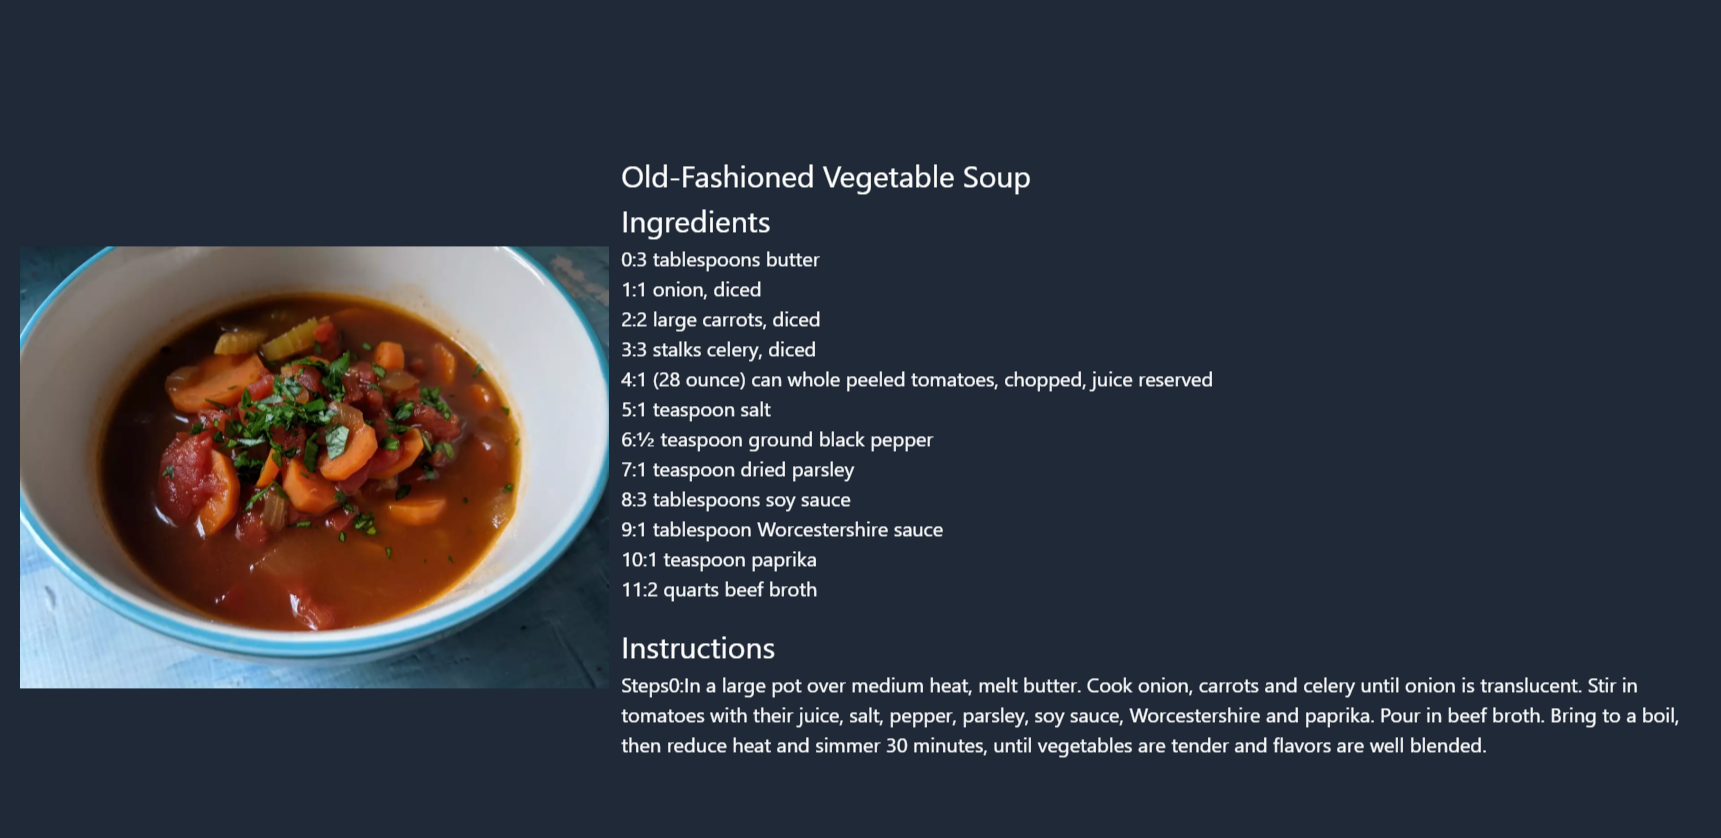 Old-Fashioned Vegetable Soup
Ingredients
0:3 tablespoons butter
1:1 onion, diced
2:2 large carrots, diced
3:3 stalks celery, diced
4:1 (28 ounce) can whole peeled tomatoes, chopped, juice reserved
5:1 teaspoon salt
6:½ teaspoon ground black pepper
7:1 teaspoon dried parsley
8:3 tablespoons soy sauce
9:1 tablespoon Worcestershire sauce
10:1 teaspoon paprika
11:2 quarts beef broth
Instructions
Steps0:In a large pot over medium heat, melt butter. Cook onion, carrots and celery until onion is translucent. Stir in
tomatoes with their juice, salt, pepper, parsley, soy sauce, Worcestershire and paprika. Pour in beef broth. Bring to a boil,
then reduce heat and simmer 30 minutes, until vegetables are tender and flavors are well blended.